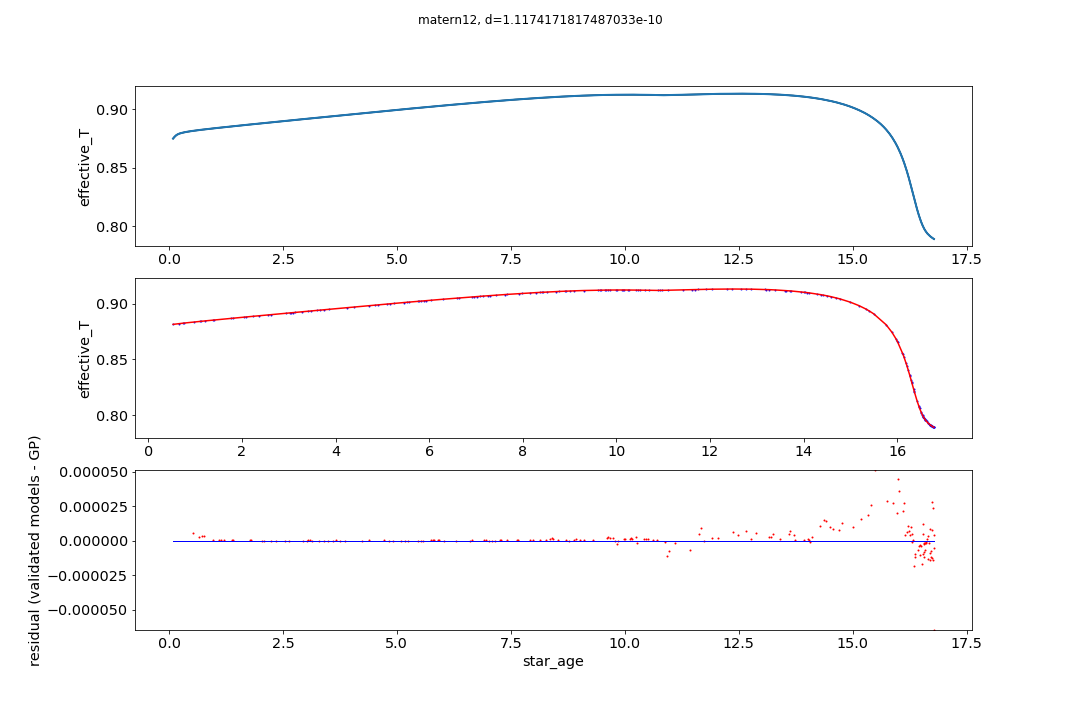 matern12, d=1.1174171817487033e-10
effective_T
0.90
0.85
0.80
0.0 2.5 5.0 7.5 10.0 12.5 15.0 17.5
effective_T
0.90
0.85
0.80
0 2 4 6 8 10 12 14 16
residual (validated models - GP)
0.000050
0.000025
0.000000
−0.000025
−0.000050
0.0 2.5 5.0 7.5 10.0 12.5 15.0 17.5
star_age